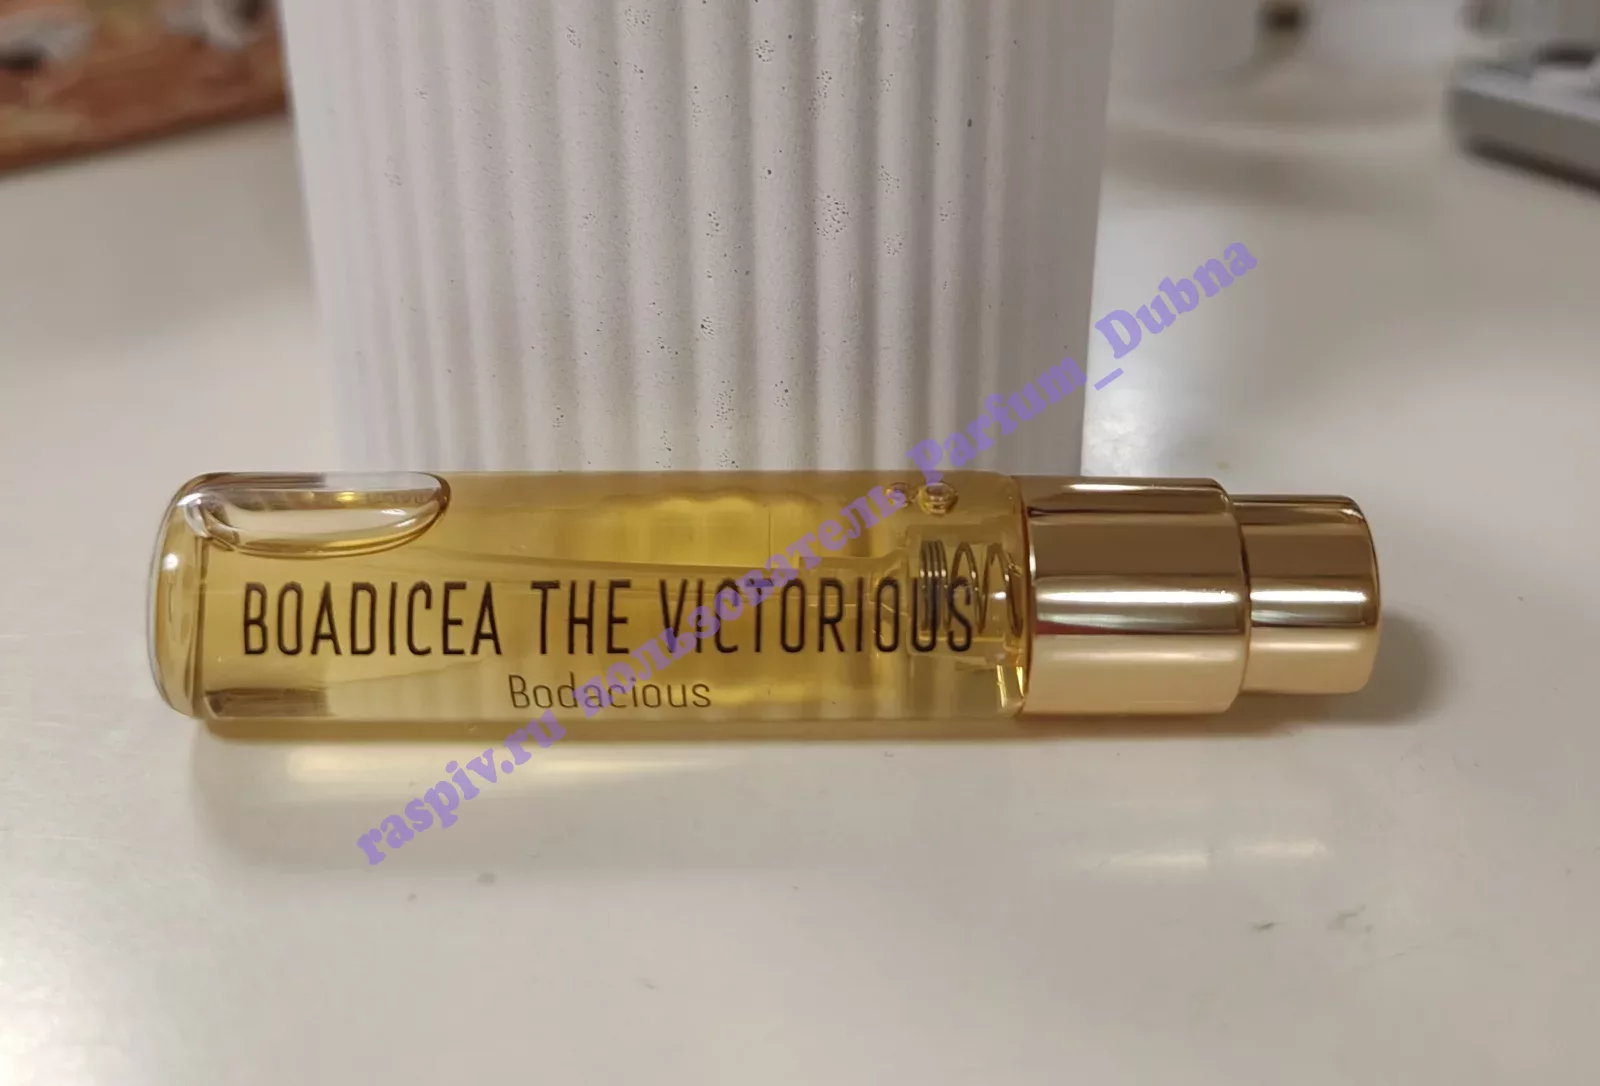 BOADICEA THE VICTORIOUS
Bodacious
raspiv.ru пользователь Parfum_Dubna